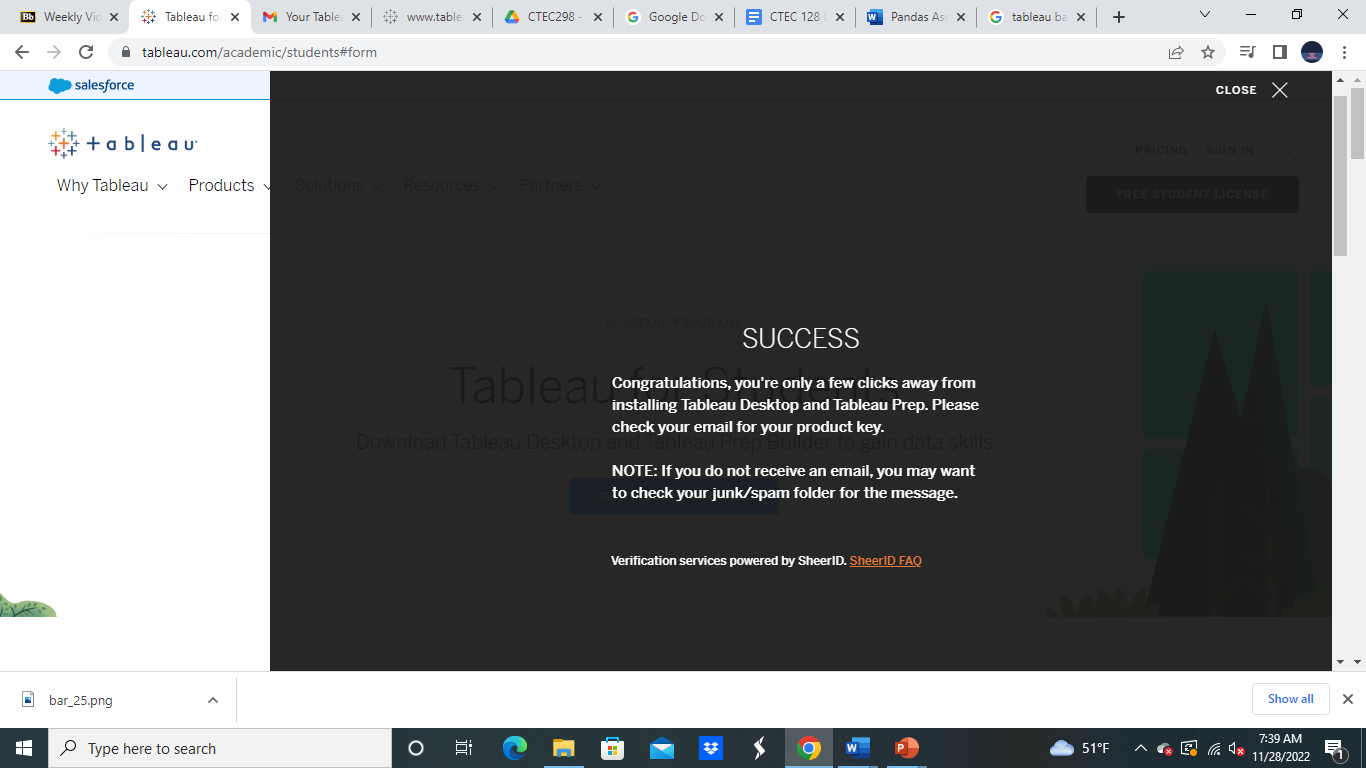 Weekly Vi
Tableau fo
Your Table
www.table
CTEC298 -
Google Do
CTEC 128
Pandas Ass
tableau ba
tableau.com/academic/students#form
salesforce
CLOSE
+ a b | e a u
PRICING SIGN IN
Why Tableau Products Solutions Resources Partners
FREE STUDENT LICENSE
ACADEMIC PROGRAMS
SUCCESS
Tableau for Students
Congratulations, you're only a few clicks away from
installing Tableau Desktop and Tableau Prep. Please
check your email for your product key.
Download Tableau Desktop and Tableau Prep Builder to gain data skills
NOTE: If you do not receive an email, you may want
to check your junk/spam folder for the message.
Verification services powered by SheerID. SheerID FAQ
bar_25.png
Show all
Type here to search
51°F
7:39 AM
11/28/2022
1